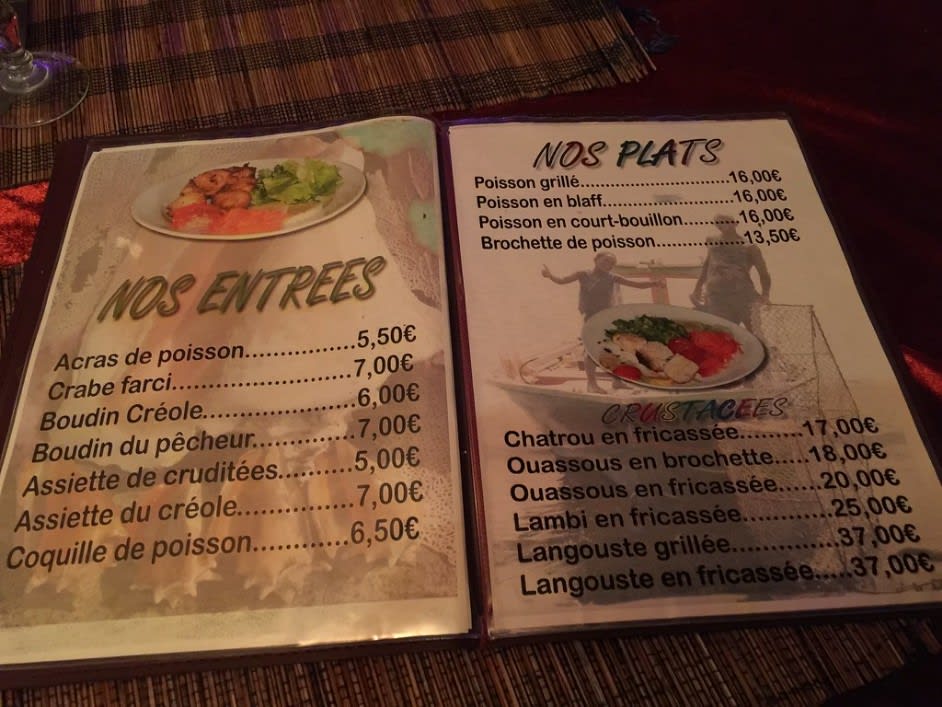 NOS ENTREES
Acras de poisson..................5,50€
Crabe farci.............................7,00€
Boudin Créole.........................6,00€
Boudin du pêcheur................7,00€
Assiette de cruditées...........5,00€
Assiette du créole.................7,00€
Coquille de poisson...............6,50€
NOS PLATS
Poisson grillé..............................16,00€
Poisson en blaff..........................16,00€
Poisson en court-bouillon...........16,00€
Brochette de poisson..................13,50€
CRUSTACEES
Chatrou en fricassée..........17,00€
Ouassous en brochette.....18,00€
Ouassous en fricassée......20,00€
Lambi en fricassée............25,00€
Langouste grillée...............37,00€
Langouste en fricassée.....37,00€